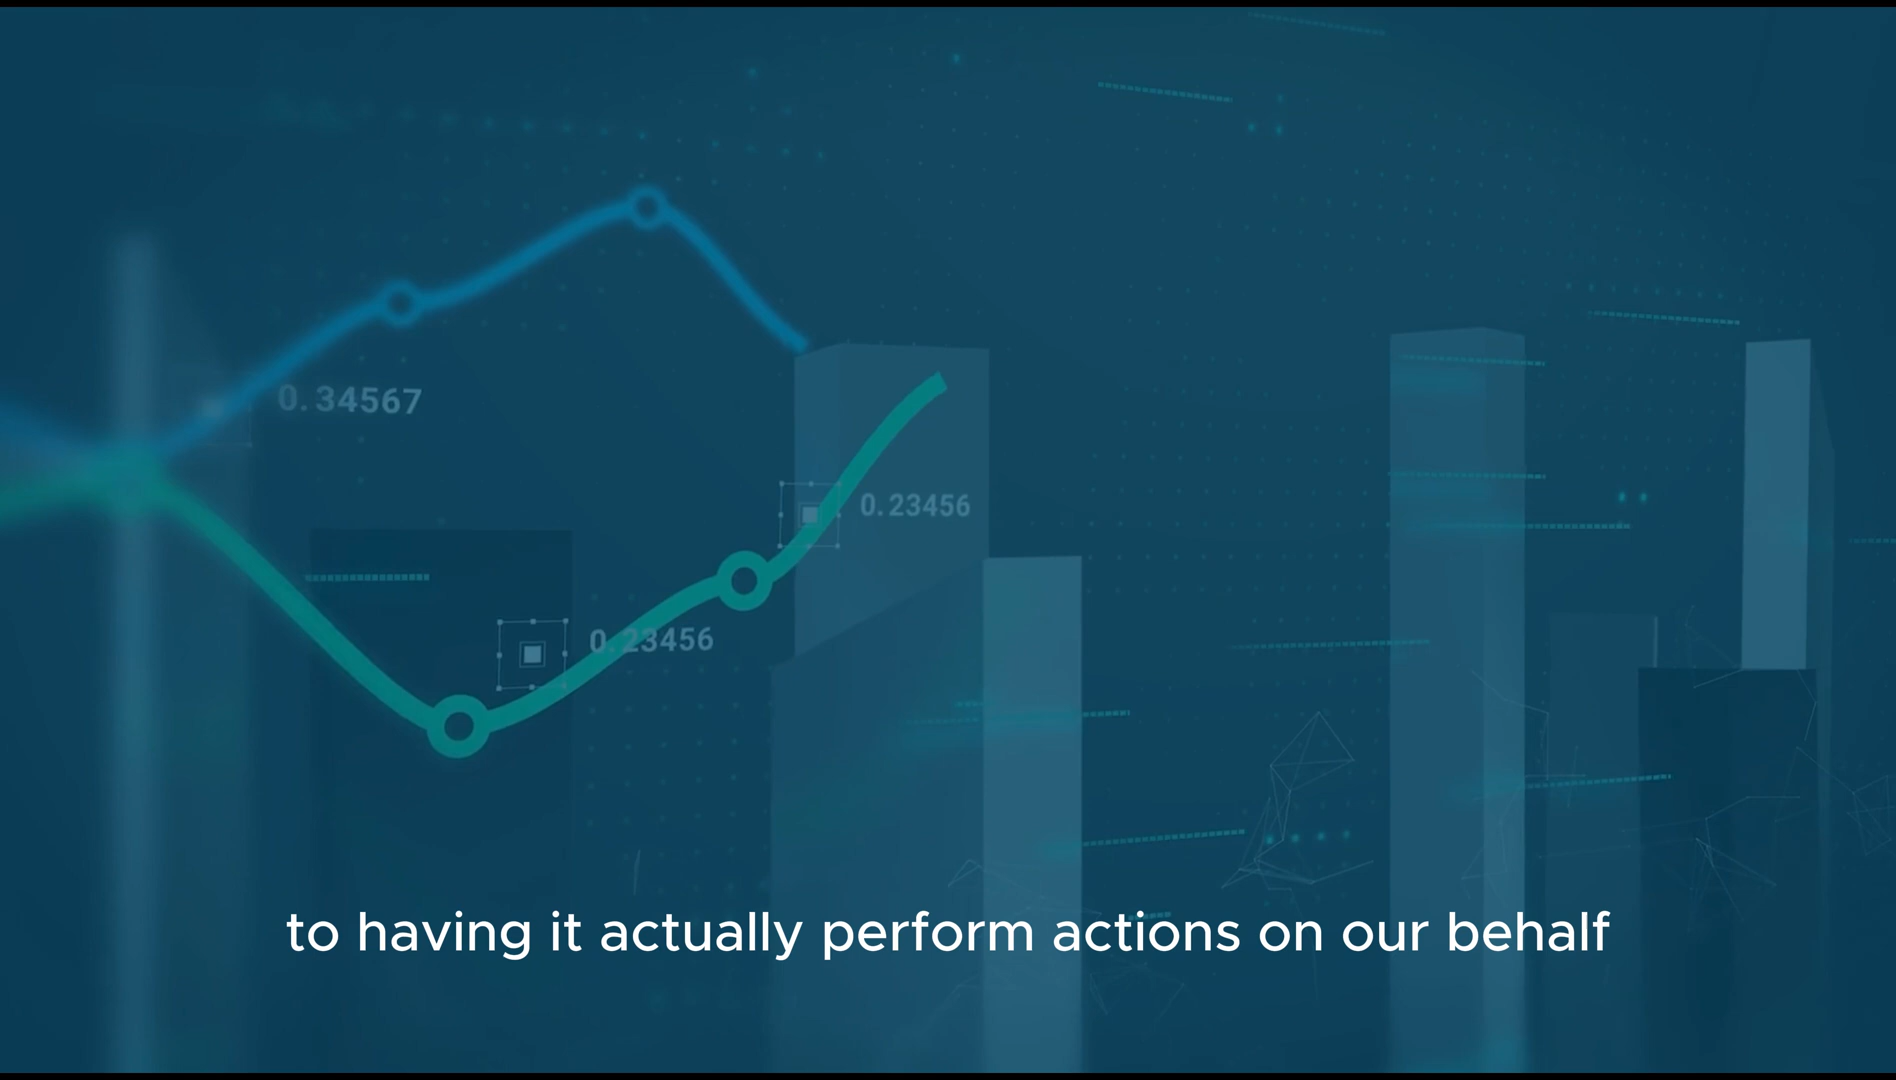 0.34567
0.23456
0.23456
to having it actually perform actions on our behalf